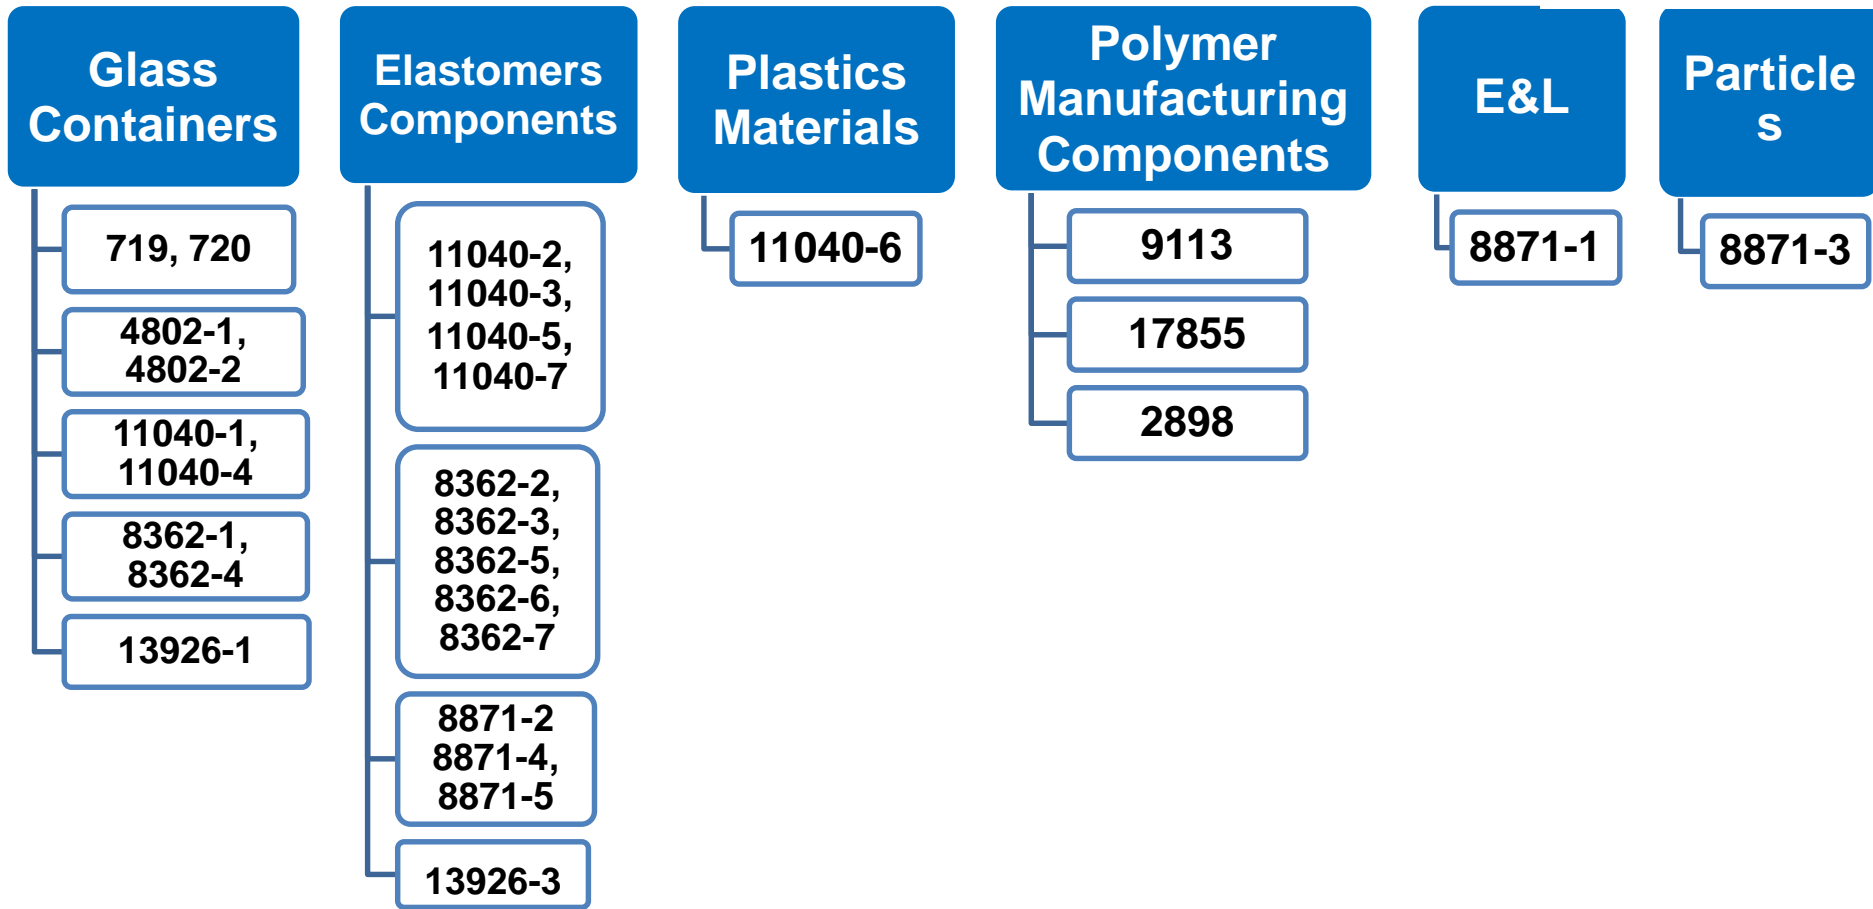 Glass
Containers
719, 720
4802-1,
4802-2
11040-1,
11040-4
8362-1,
8362-4
13926-1
Elastomers
Components
11040-2,
11040-3,
11040-5,
11040-7
8362-2,
8362-3,
8362-5,
8362-6,
8362-7
8871-2
8871-4,
8871-5
13926-3
Plastics
Materials
11040-6
Polymer
Manufacturing
Components
9113
17855
2898
E&L
8871-1
Particle
s
8871-3